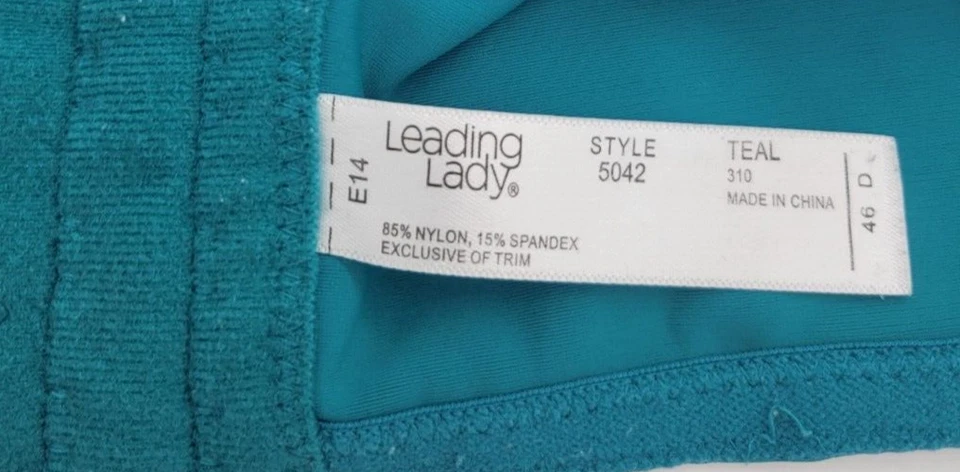 E14
Leading
Lady®
85% NYLON, 15% SPANDEX
EXCLUSIVE OF TRIM
STYLE
5042
TEAL
310
MADE IN CHINA
46 D